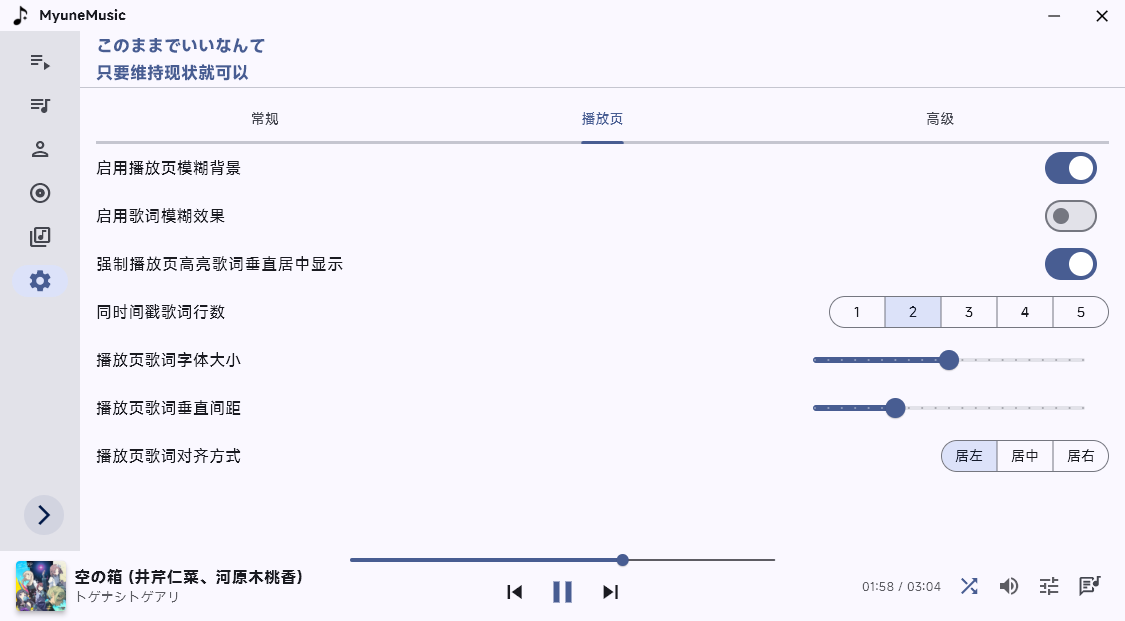 MyuneMusic
このままでいいなんて
只要维持现状就可以
常规
播放页
高级
启用播放页模糊背景
启用歌词模糊效果
强制播放页高亮歌词垂直居中显示
同时间戳歌词行数
1 2 3 4 5
播放页歌词字体大小
播放页歌词垂直间距
播放页歌词对齐方式
居左 居中 居右
空の箱 (井芹仁菜、河原木桃香)
トゲナシトゲアリ
01:58 / 03:04